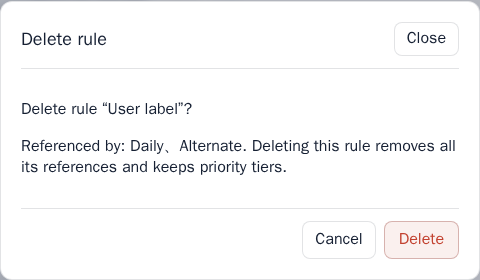 Delete rule
Close
Delete rule “User label”?
Referenced by: Daily、Alternate. Deleting this rule removes all
its references and keeps priority tiers.
Cancel
Delete